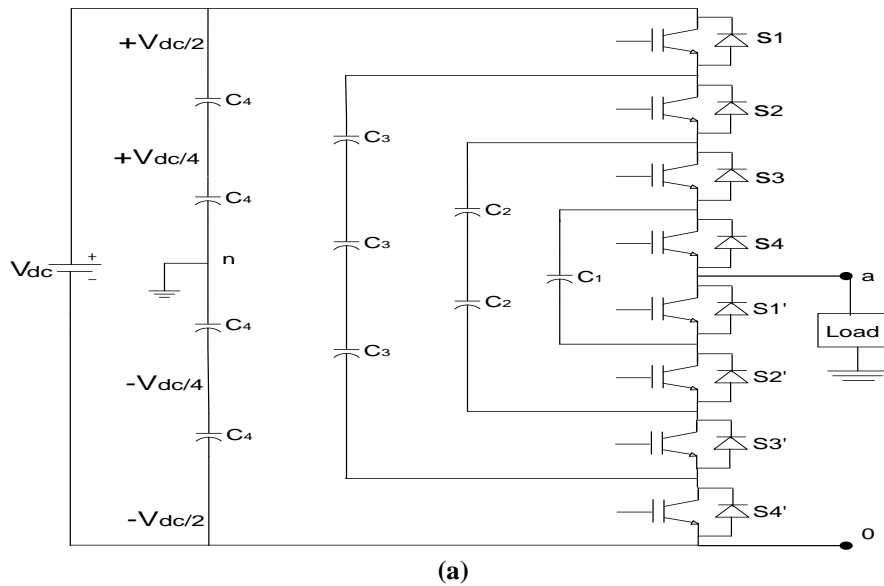 +Vdc/2
S1
C4
S2
C3
+Vdc/4
S3
C4
C2
S4
n
Vdc
+
−
C3
C1
a
C4
C2
S1'
Load
C3
S2'
-Vdc/4
C4
S3'
-Vdc/2
S4'
0
(a)